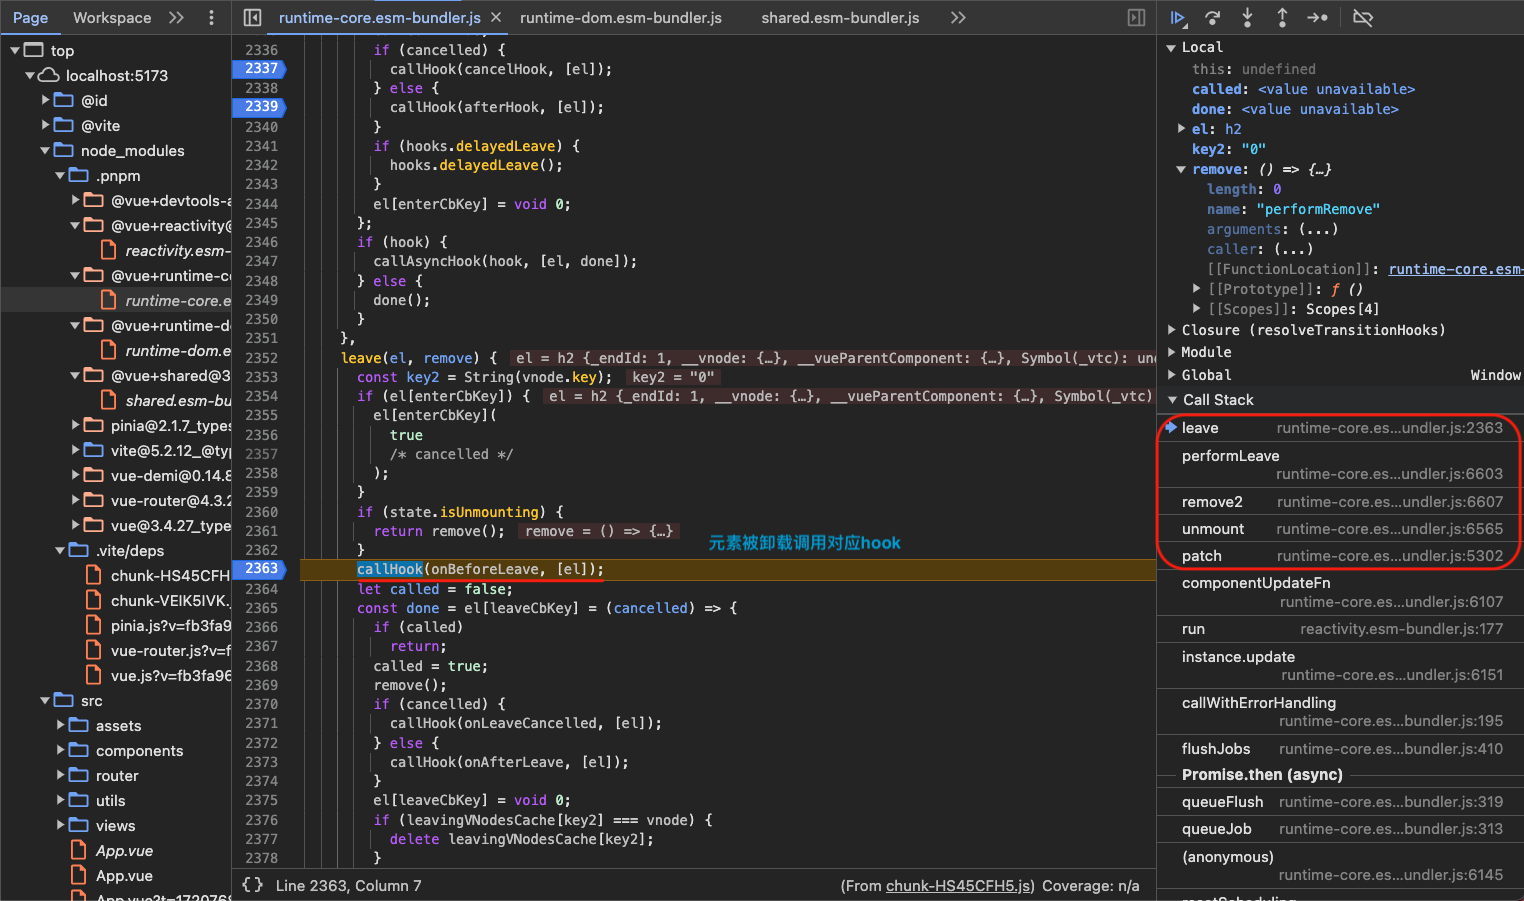 Page
Workspace
top
localhost:5173
@id
@vite
node_modules
.pnpm
@vue+devtools-a
@vue+reactivity@
reactivity.esm-
@vue+runtime-co
runtime-core.e
@vue+runtime-do
runtime-dom.e
@vue+shared@3
shared.esm-bu
pinia@2.1.7_types
vite@5.2.12_@typ
vue-demi@0.14.8
vue-router@4.3.2
vue@3.4.27_type
.vite/deps
chunk-HS45CFH
chunk-VEIK5IVK.
pinia.js?v=fb3fa9
vue-router.js?v=f
vue.js?v=fb3fa96
src
assets
components
router
utils
views
App.vue
App.vue
App.vue?t=1720768
runtime-core.esm-bundler.js
runtime-dom.esm-bundler.js
shared.esm-bundler.js
2336 if (cancelled) {
2337 callHook(cancelHook, [el]);
2338 } else {
2339 callHook(afterHook, [el]);
2340 }
2341 if (hooks.delayedLeave) {
2342 hooks.delayedLeave();
2343 }
2344 el[enterCbKey] = void 0;
2345 };
2346 if (hook) {
2347 callAsyncHook(hook, [el, done]);
2348 } else {
2349 done();
2350 }
2351 },
2352 leave(el, remove) { el = h2 {_endId: 1, __vnode: {…}, __vueParentComponent: {…}, Symbol(_vtc): und
2353 const key2 = String(vnode.key); key2 = "0"
2354 if (el[enterCbKey]) { el = h2 {_endId: 1, __vnode: {…}, __vueParentComponent: {…}, Symbol(_vtc)
2355 el[enterCbKey](
2356 true
2357 /* cancelled */
2358 );
2359 }
2360 if (state.isUnmounting) {
2361 return remove(); remove = () => {…}
2362 }
元素被卸载调用对应hook
2363 callHook(onBeforeLeave, [el]);
2364 let called = false;
2365 const done = el[leaveCbKey] = (cancelled) => {
2366 if (called)
2367 return;
2368 called = true;
2369 remove();
2370 if (cancelled) {
2371 callHook(onLeaveCancelled, [el]);
2372 } else {
2373 callHook(onAfterLeave, [el]);
2374 }
2375 el[leaveCbKey] = void 0;
2376 if (leavingVNodesCache[key2] === vnode) {
2377 delete leavingVNodesCache[key2];
2378 }
{} Line 2363, Column 7
(From chunk-HS45CFH5.js) Coverage: n/a
Local
this: undefined
called: <value unavailable>
done: <value unavailable>
el: h2
key2: "0"
remove: () => {…}
length: 0
name: "performRemove"
arguments: (...)
caller: (...)
[[FunctionLocation]]: runtime-core.esm-
[[Prototype]]: ƒ ()
[[Scopes]]: Scopes[4]
Closure (resolveTransitionHooks)
Module
Global Window
Call Stack
leave runtime-core.es…undler.js:2363
performLeave
runtime-core.es…undler.js:6603
remove2 runtime-core.es…undler.js:6607
unmount runtime-core.es…undler.js:6565
patch runtime-core.es…undler.js:5302
componentUpdateFn
runtime-core.es…undler.js:6107
run reactivity.esm-bundler.js:177
instance.update
runtime-core.es…undler.js:6151
callWithErrorHandling
runtime-core.es…bundler.js:195
flushJobs runtime-core.es…bundler.js:410
Promise.then (async)
queueFlush runtime-core.es…bundler.js:319
queueJob runtime-core.es…bundler.js:313
(anonymous)
runtime-core.es…undler.js:6145
resetScheduling